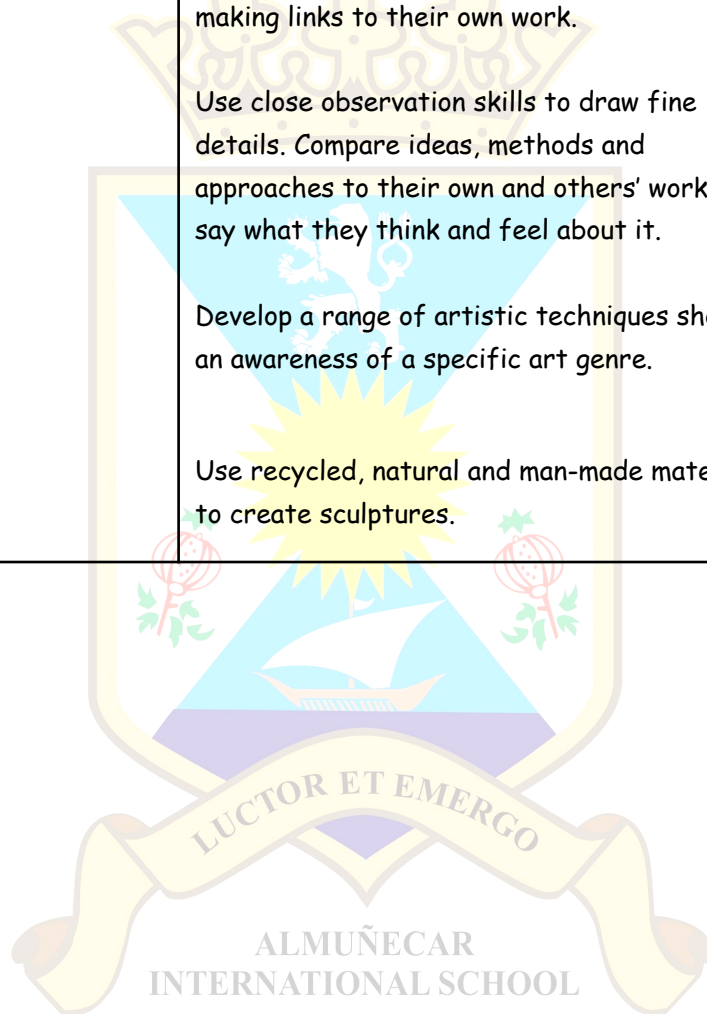 making links to their own work.
Use close observation skills to draw fine
details. Compare ideas, methods and
approaches to their own and others' work
say what they think and feel about it.
Develop a range of artistic techniques
an awareness of a specific art genre.
Use recycled, natural and man-made
to create sculptures.
LUCTOR ET EMERGO
ALMUÑECAR
INTERNATIONAL SCHOOL